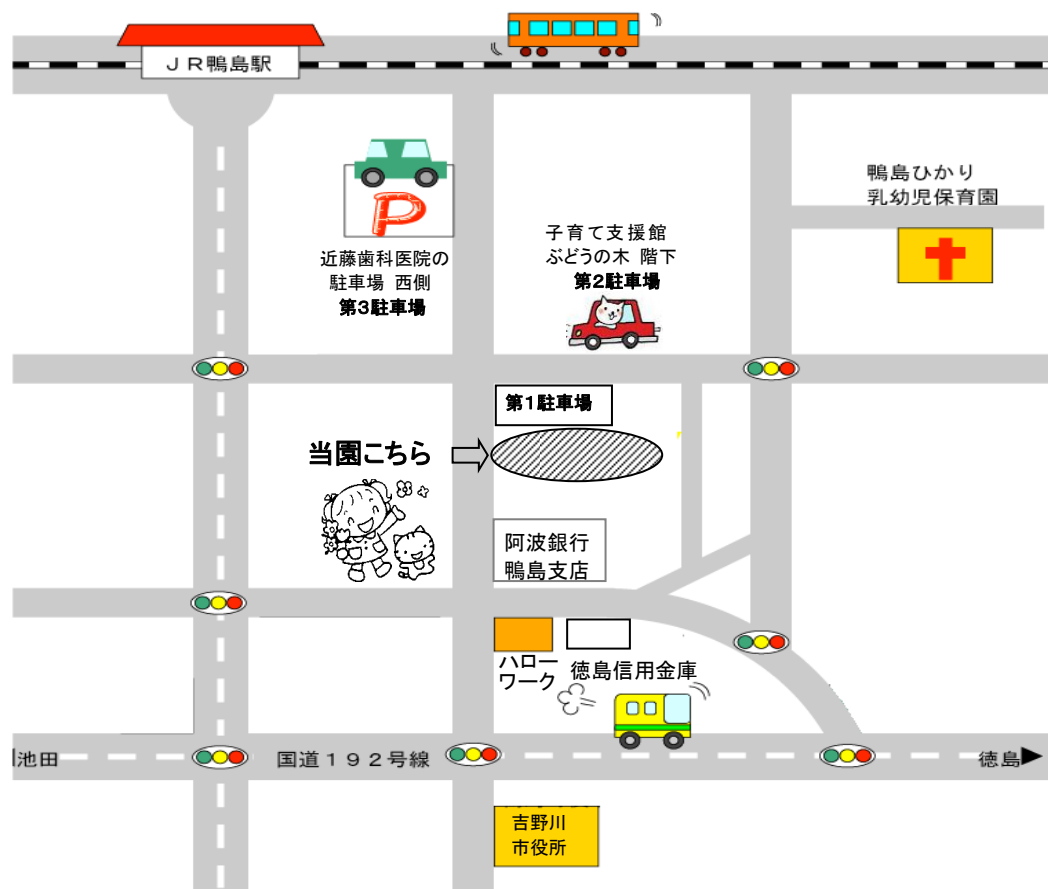 ＪＲ鴨島駅
鴨島ひかり
乳幼児保育園
P
近藤歯科医院の
駐車場 西側
第3駐車場
子育て支援館
ぶどうの木 階下
第2駐車場
第1駐車場
当園こちら
阿波銀行
鴨島支店
ハロー
ワーク
徳島信用金庫
池田
国道１９２号線
徳島
吉野川
市役所